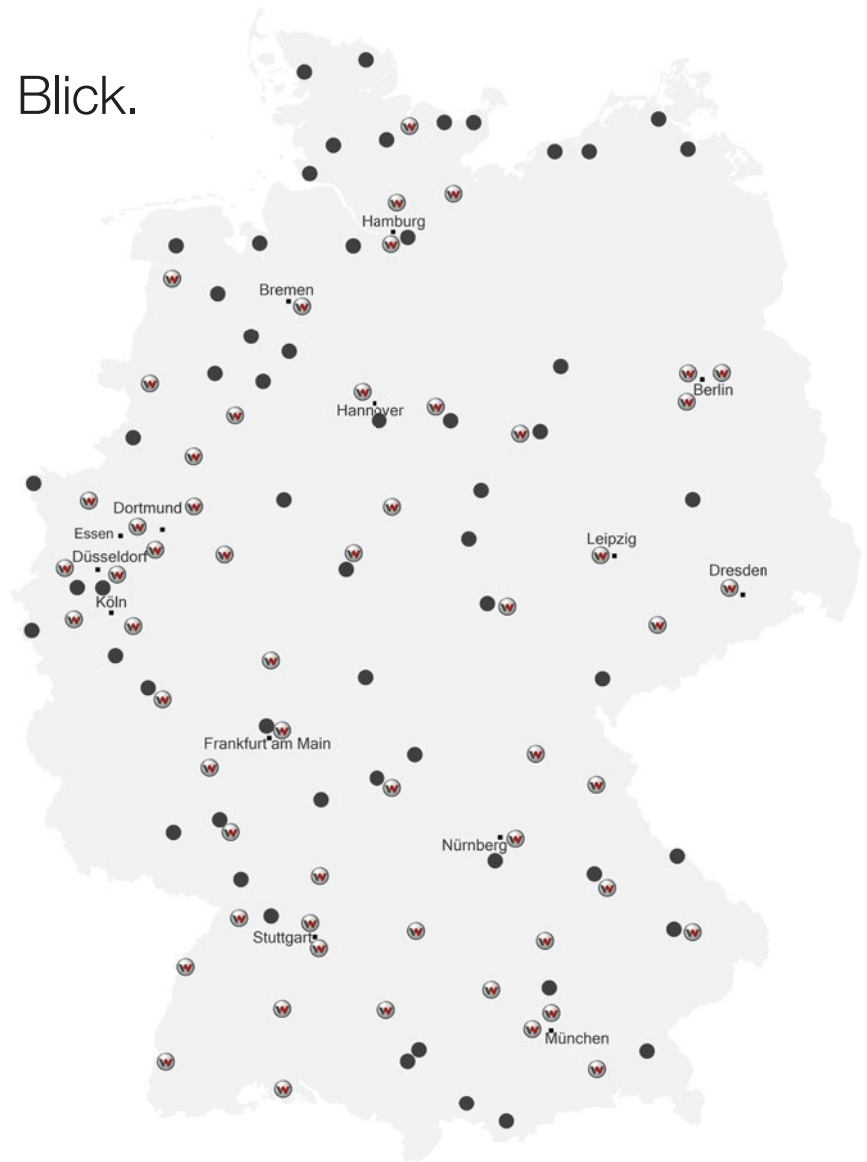 Blick.
Hamburg
Bremen
Berlin
Hannover
Dortmund
Essen
Leipzig
Düsseldorf
Dresden
Köln
Frankfurt am Main
Nürnberg
Stuttgart
München